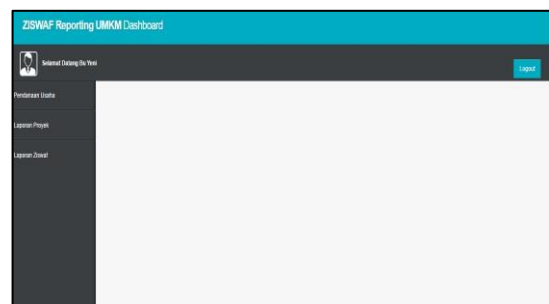 ZISWAF Reporting UMKM Dashboard
Selamat Datang Bu Yeni
Logout
Pendanaan Usaha
Laporan Proyek
Laporan Ziswaf